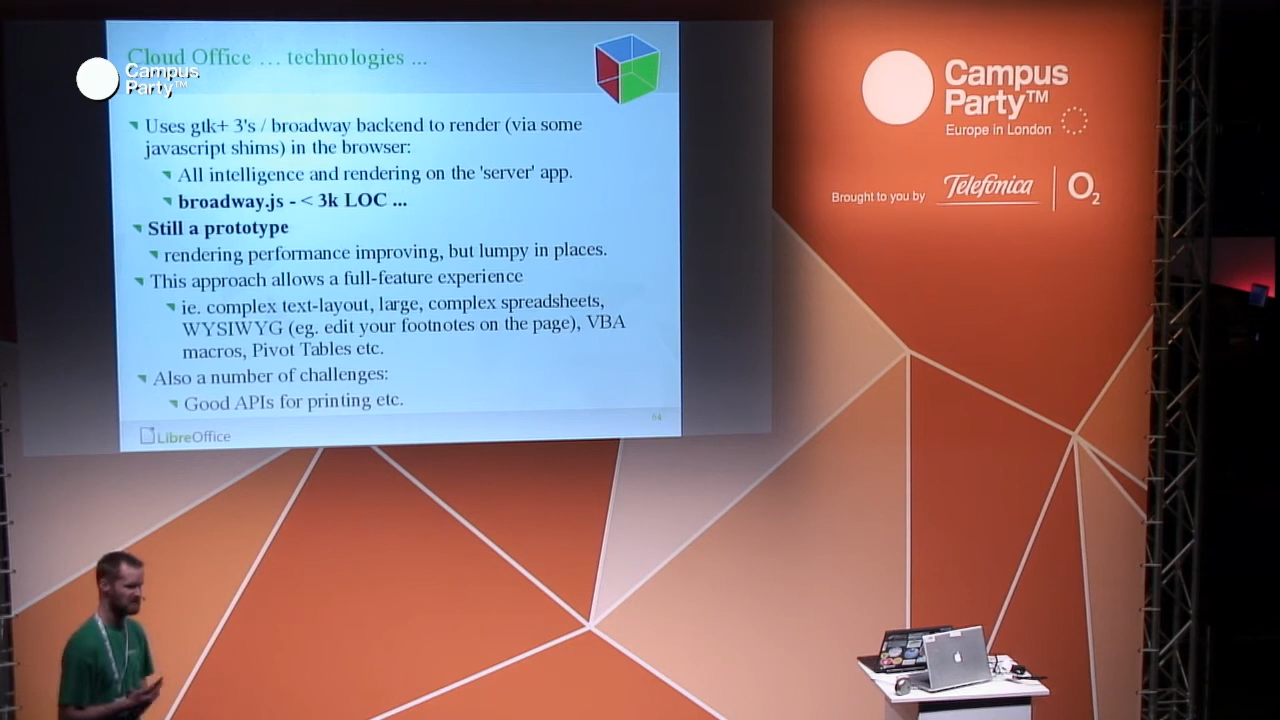 Cloud Office … technologies ...
Campus
Party™
Uses gtk+ 3's / broadway backend to render (via some
javascript shims) in the browser:
All intelligence and rendering on the 'server' app.
broadway.js - < 3k LOC ...
Still a prototype
rendering performance improving, but lumpy in places.
This approach allows a full-feature experience
ie. complex text-layout, large, complex spreadsheets,
WYSIWYG (eg. edit your footnotes on the page), VBA
macros, Pivot Tables etc.
Also a number of challenges:
Good APIs for printing etc.
64
LibreOffice
Campus
Party™
Europe in London
Brought to you by Telefónica O2